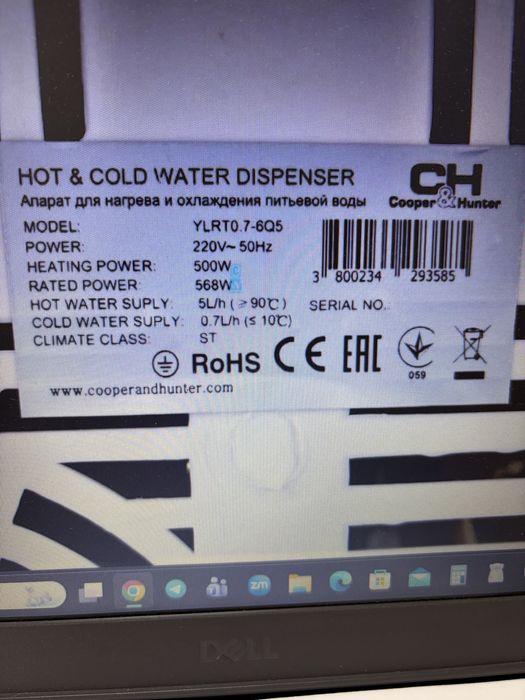 HOT & COLD WATER DISPENSER
Апарат для нагрева и охлаждения питьевой воды
CH
Cooper&Hunter
MODEL: YLRT0.7-6Q5
POWER: 220V~ 50Hz
HEATING POWER: 500W
RATED POWER: 568W
HOT WATER SUPLY: 5L/h (≥90℃)
COLD WATER SUPLY: 0.7L/h (≤ 10℃)
CLIMATE CLASS: ST
3 800234 293585
SERIAL NO.
RoHS CE EAC
059
www.cooperandhunter.com
zm
DELL